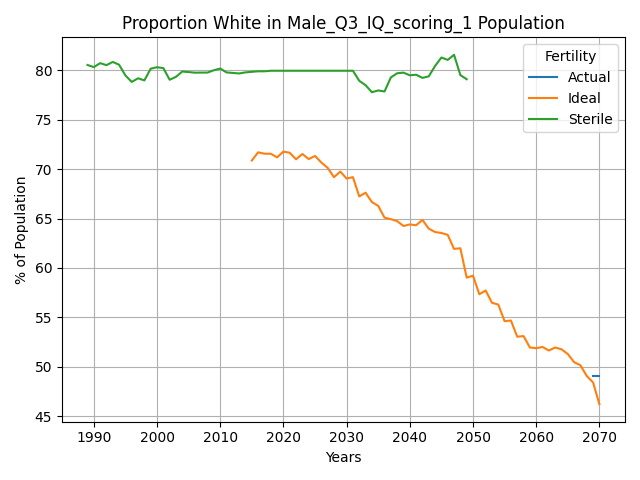 Proportion White in Male_Q3_IQ_scoring_1 Population
Fertility
Actual
Ideal
Sterile
% of Population
80
75
70
65
60
55
50
45
1990
2000
2010
2020
2030
2040
2050
2060
2070
Years